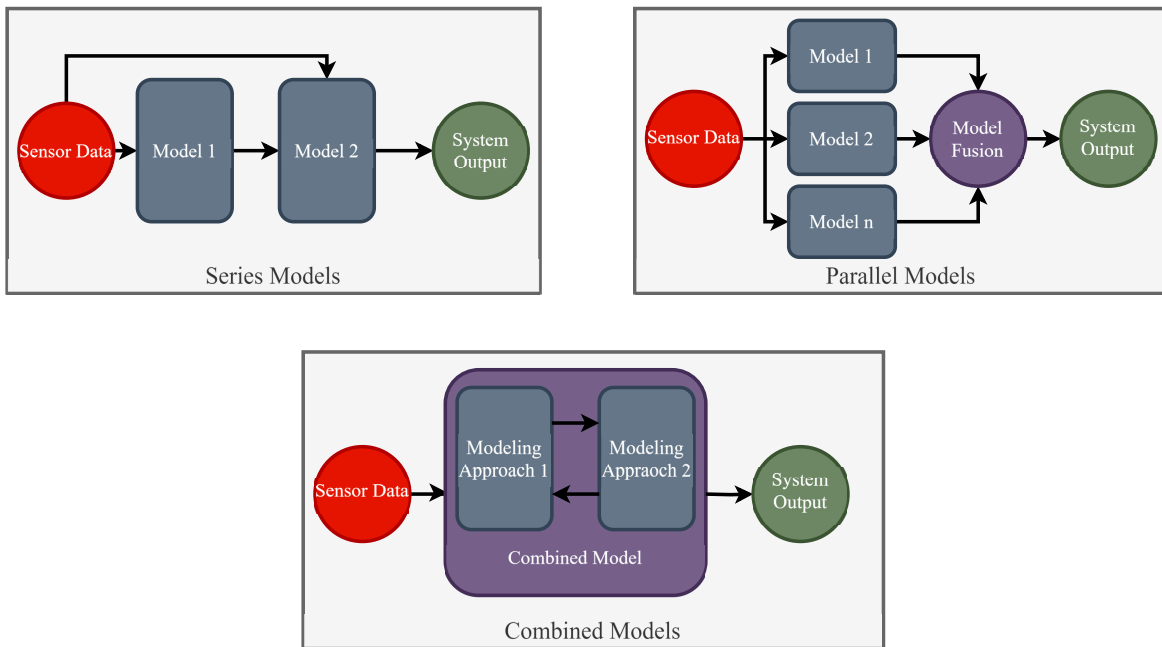 Sensor Data
Model 1
Model 2
System
Output
Series Models
Sensor Data
Model 1
Model 2
Model n
Model
Fusion
System
Output
Parallel Models
Sensor Data
Modeling
Approach 1
Modeling
Appraoch 2
Combined Model
System
Output
Combined Models